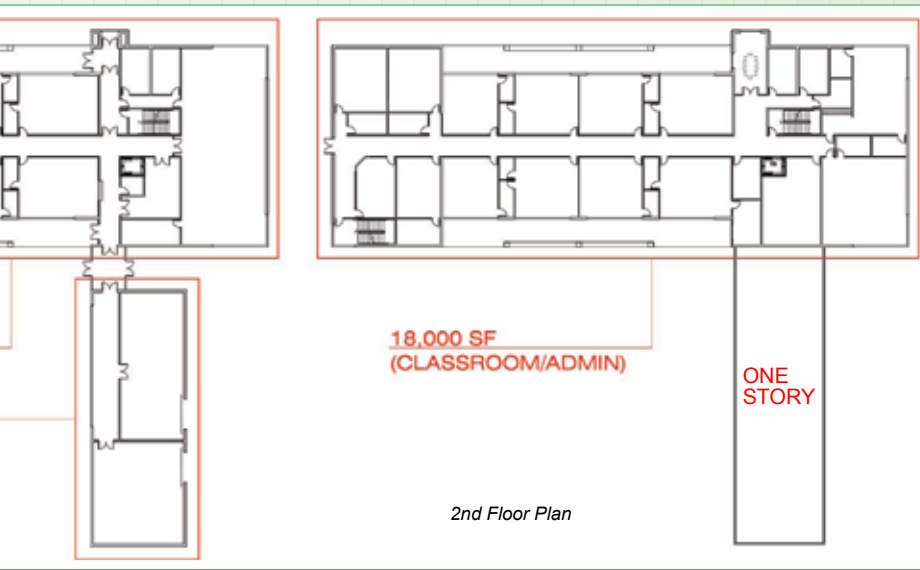 18,000 SF
(CLASSROOM/ADMIN)
ONE
STORY
2nd Floor Plan